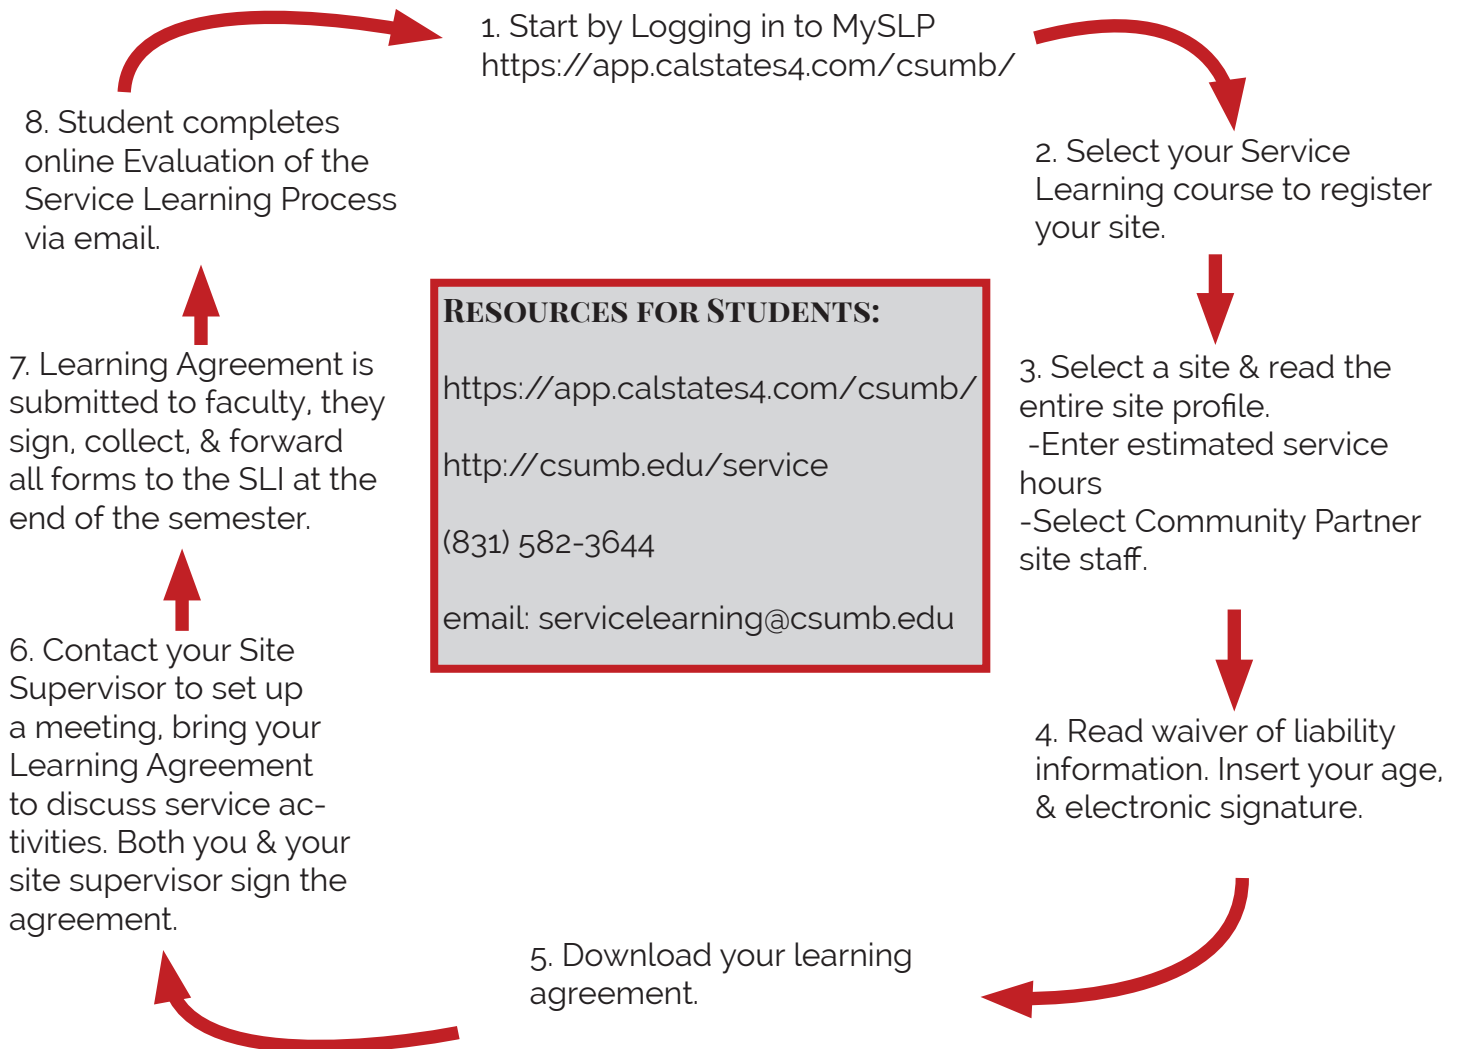 1. Start by Logging in to MySLP
https://app.calstates4.com/csumb/
2. Select your Service
Learning course to register
your site.
3. Select a site & read the
entire site profile.
-Enter estimated service
hours
-Select Community Partner
site staff.
4. Read waiver of liability
information. Insert your age,
& electronic signature.
5. Download your learning
agreement.
6. Contact your Site
Supervisor to set up
a meeting, bring your
Learning Agreement
to discuss service ac-
tivities. Both you & your
site supervisor sign the
agreement.
7. Learning Agreement is
submitted to faculty, they
sign, collect, & forward
all forms to the SLI at the
end of the semester.
8. Student completes
online Evaluation of the
Service Learning Process
via email.
Resources for Students:
https://app.calstates4.com/csumb/
http://csumb.edu/service
(831) 582-3644
email: servicelearning@csumb.edu